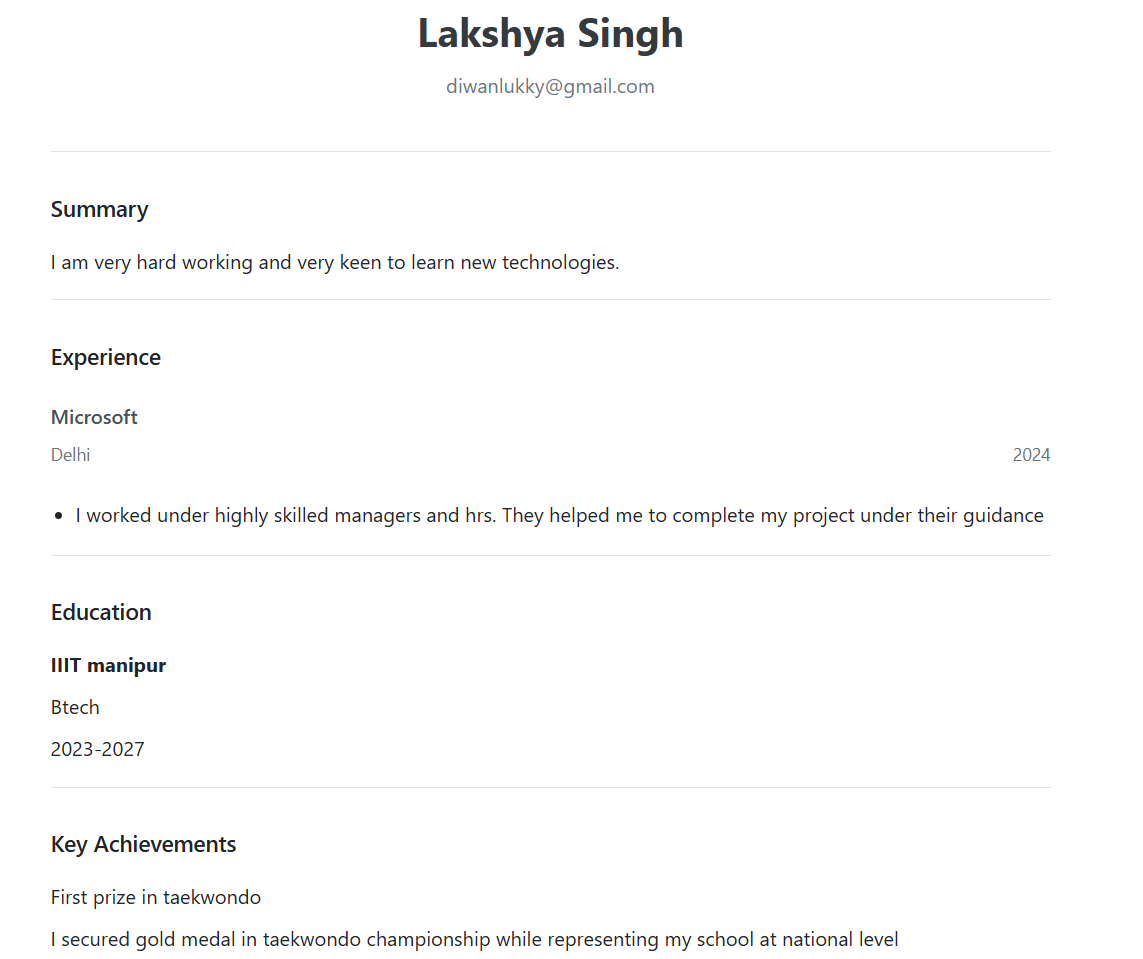 Lakshya Singh
diwanlukky@gmail.com
Summary
I am very hard working and very keen to learn new technologies.
Experience
Microsoft
Delhi 2024
• I worked under highly skilled managers and hrs. They helped me to complete my project under their guidance
Education
IIIT manipur
Btech
2023-2027
Key Achievements
First prize in taekwondo
I secured gold medal in taekwondo championship while representing my school at national level